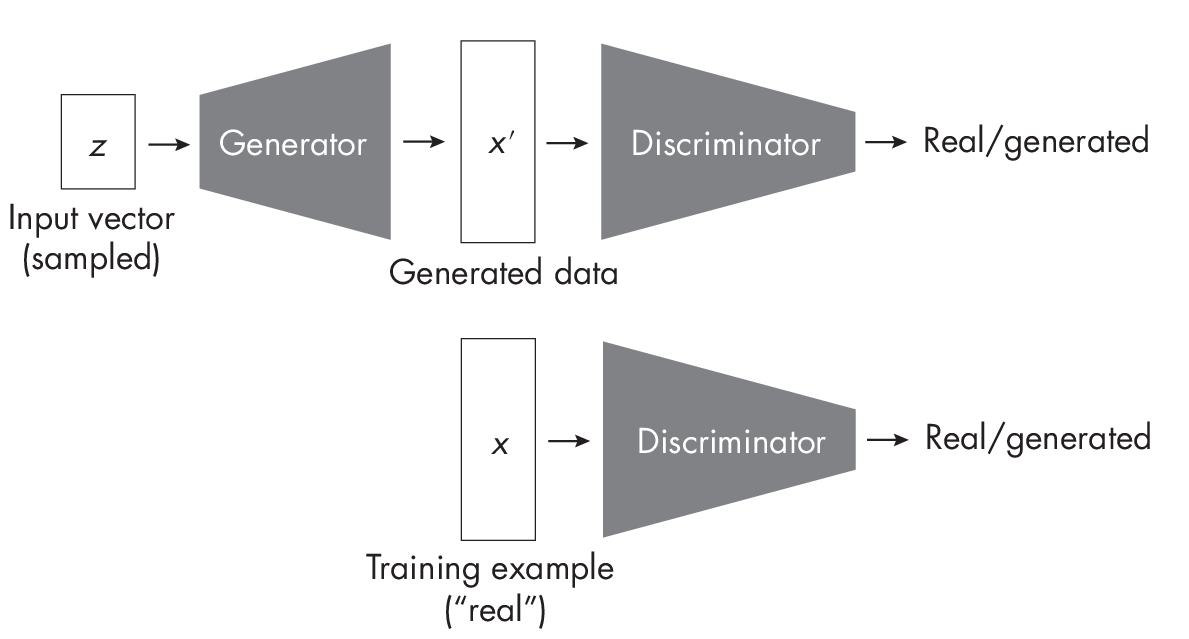 z
Generator
x′
Discriminator
Real/generated
Input vector
(sampled)
Generated data
x
Discriminator
Real/generated
Training example
(“real”)